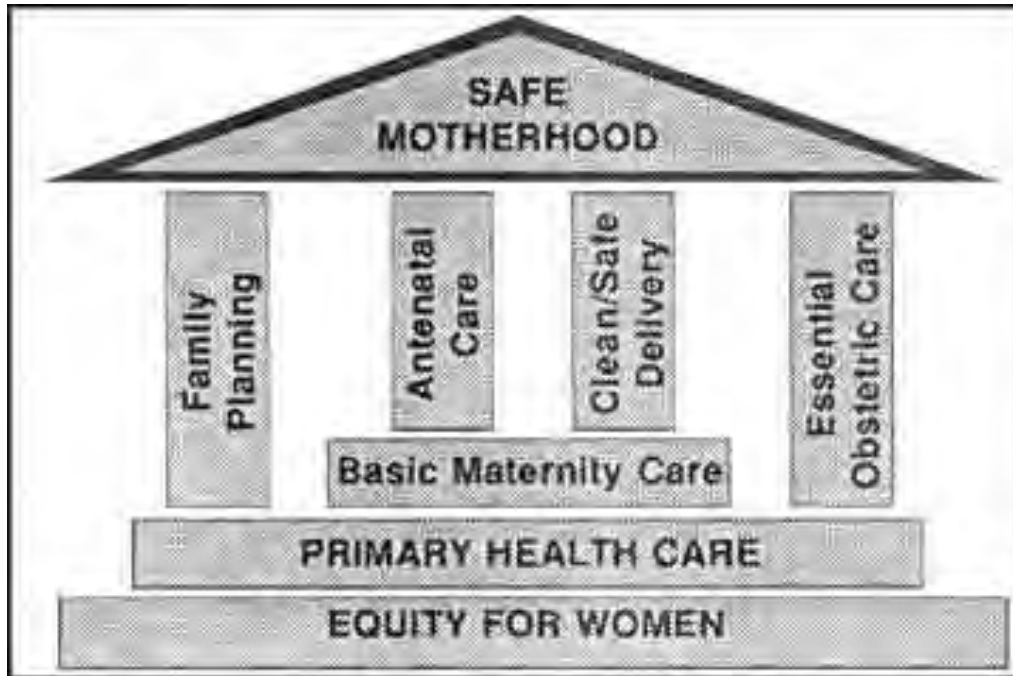 SAFE
MOTHERHOOD
Family
Planning
Antenatal
Care
Clean/Safe
Delivery
Essential
Obstetric Care
Basic Maternity Care
PRIMARY HEALTH CARE
EQUITY FOR WOMEN